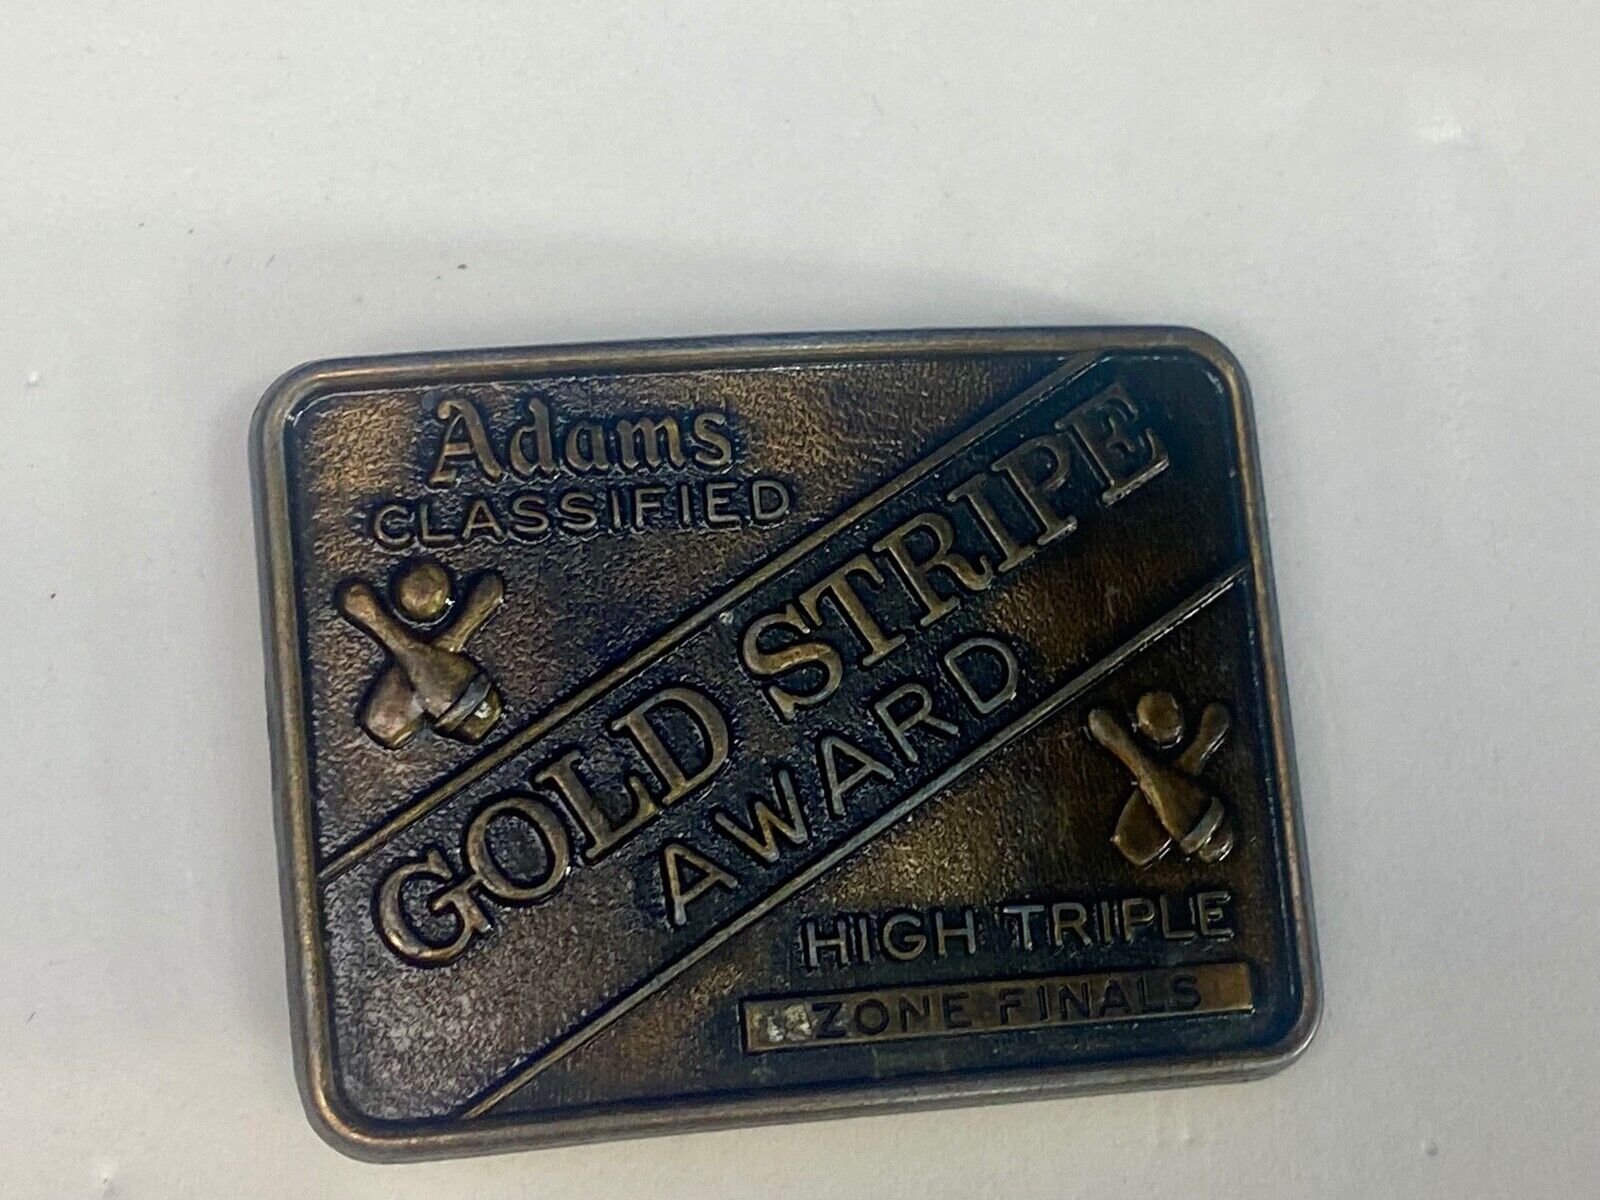 Adams
CLASSIFIED
GOLD STRIPE
AWARD
HIGH TRIPLE
ZONE FINALS